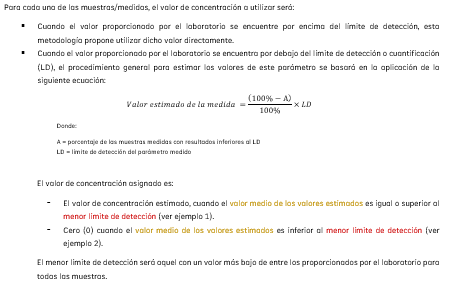 Para cada una de las muestras/medidas, el valor de concentración a utilizar será:
▪ Cuando el valor proporcionado por el laboratorio se encuentre por encima del límite de detección, esta
metodología propone utilizar dicho valor directamente.
▪ Cuando el valor proporcionado por el laboratorio se encuentra por debajo del límite de detección o cuantificación
(LD), el procedimiento general para estimar los valores de este parámetro se basará en la aplicación de la
siguiente ecuación:
Valor estimado de la medida = (100% − A) / 100% × LD
Donde:
A = porcentaje de las muestras medidas con resultados inferiores al LD
LD = límite de detección del parámetro medido
El valor de concentración asignado es:
- El valor de concentración estimado, cuando el valor medio de los valores estimados es igual o superior al
menor límite de detección (ver ejemplo 1).
- Cero (0) cuando el valor medio de los valores estimados es inferior al menor límite de detección (ver
ejemplo 2).
El menor límite de detección será aquel con un valor más bajo de entre los proporcionados por el laboratorio para
todas las muestras.